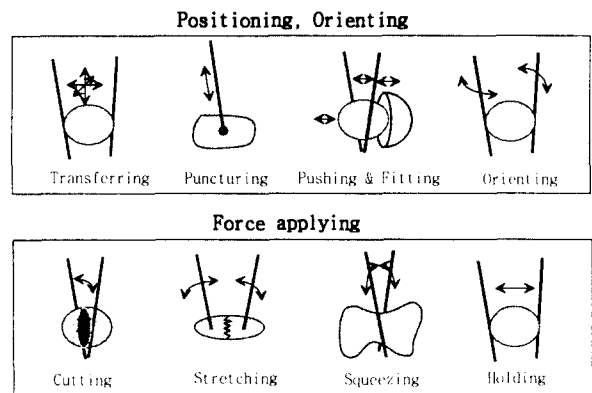 Positioning, Orienting
Transferring Puncturing Pushing & Fitting Orienting
Force applying
Cutting Stretching Squeezing Holding